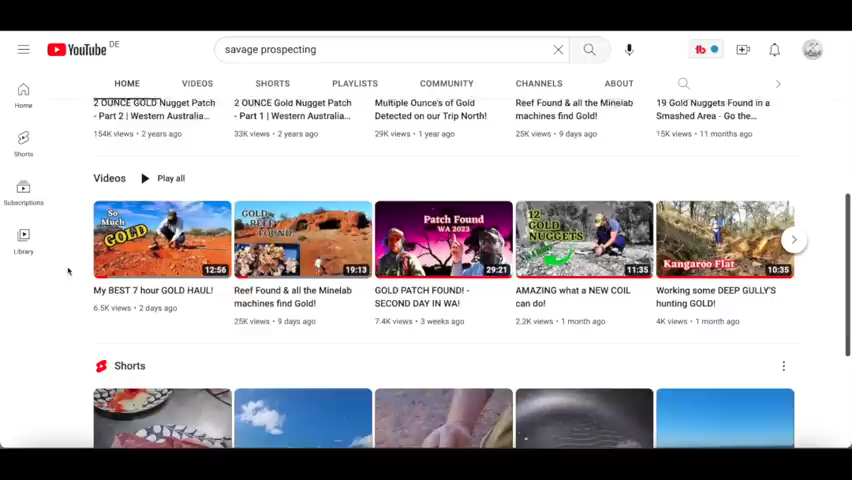 YouTube DE
savage prospecting
HOME VIDEOS SHORTS PLAYLISTS COMMUNITY CHANNELS ABOUT
Home
Shorts
Subscriptions
Library
2 OUNCE GOLD Nugget Patch
- Part 2 | Western Australia...
154K views • 2 years ago
2 OUNCE Gold Nugget Patch
- Part 1 | Western Australia...
33K views • 2 years ago
Multiple Ounce's of Gold
Detected on our Trip North!
29K views • 1 year ago
Reef Found & all the Minelab
machines find Gold!
25K views • 9 days ago
19 Gold Nuggets Found in a
Smashed Area - Go the...
15K views • 11 months ago
Videos Play all
So
Much
GOLD
12:56
My BEST 7 hour GOLD HAUL!
6.5K views • 2 days ago
GOLD
REEF
FOUND!
19:13
Reef Found & all the Minelab
machines find Gold!
25K views • 9 days ago
Patch Found
WA 2023
29:21
GOLD PATCH FOUND! -
SECOND DAY IN WA!
7.4K views • 3 weeks ago
12
GOLD
NUGGETS
11:35
AMAZING what a NEW COIL
can do!
2.2K views • 1 month ago
Kangaroo Flat
10:35
Working some DEEP GULLY'S
hunting GOLD!
4K views • 1 month ago
Shorts